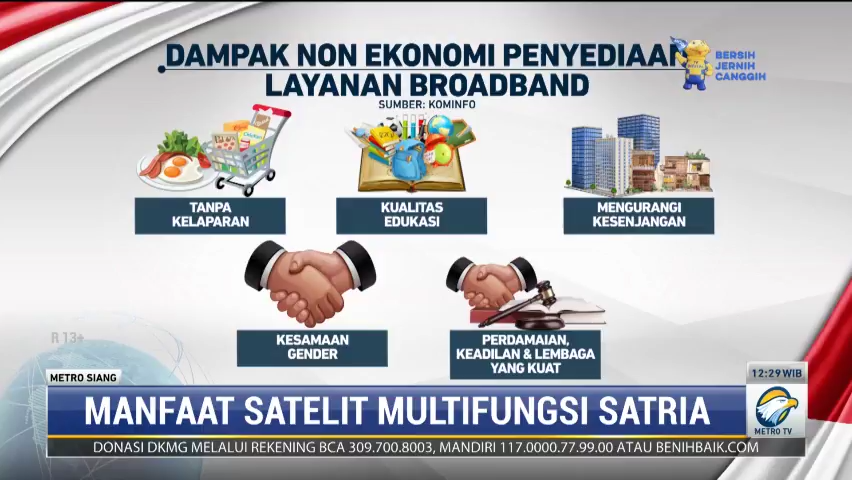 DAMPAK NON EKONOMI PENYEDIAAN
LAYANAN BROADBAND
SUMBER: KOMINFO
BERSIH
JERNIH
CANGGIH
TANPA
KELAPARAN
KUALITAS
EDUKASI
MENGURANGI
KESENJANGAN
KESAMAAN
GENDER
PERDAMAIAN,
KEADILAN & LEMBAGA
YANG KUAT
R 13+
METRO SIANG
12:29 WIB
MANFAAT SATELIT MULTIFUNGSI SATRIA
METRO TV
DONASI DKMG MELALUI REKENING BCA 309.700.8003, MANDIRI 117.0000.77.99.00 ATAU BENIHBAIK.COM